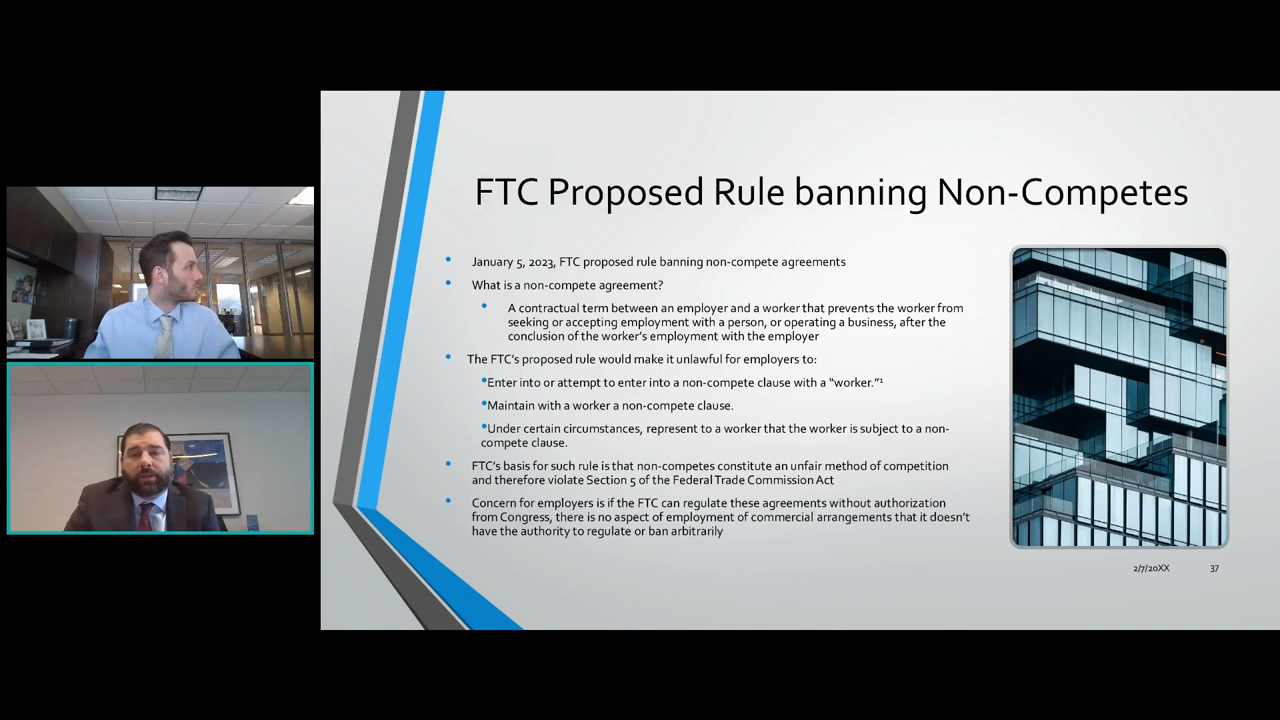 FTC Proposed Rule banning Non-Competes
• January 5, 2023, FTC proposed rule banning non-compete agreements
• What is a non-compete agreement?
• A contractual term between an employer and a worker that prevents the worker from
seeking or accepting employment with a person, or operating a business, after the
conclusion of the worker's employment with the employer
• The FTC's proposed rule would make it unlawful for employers to:
•Enter into or attempt to enter into a non-compete clause with a “worker.”¹
•Maintain with a worker a non-compete clause.
•Under certain circumstances, represent to a worker that the worker is subject to a non-
compete clause.
• FTC's basis for such rule is that non-competes constitute an unfair method of competition
and therefore violate Section 5 of the Federal Trade Commission Act
• Concern for employers is if the FTC can regulate these agreements without authorization
from Congress, there is no aspect of employment of commercial arrangements that it doesn't
have the authority to regulate or ban arbitrarily
2/7/20XX 37